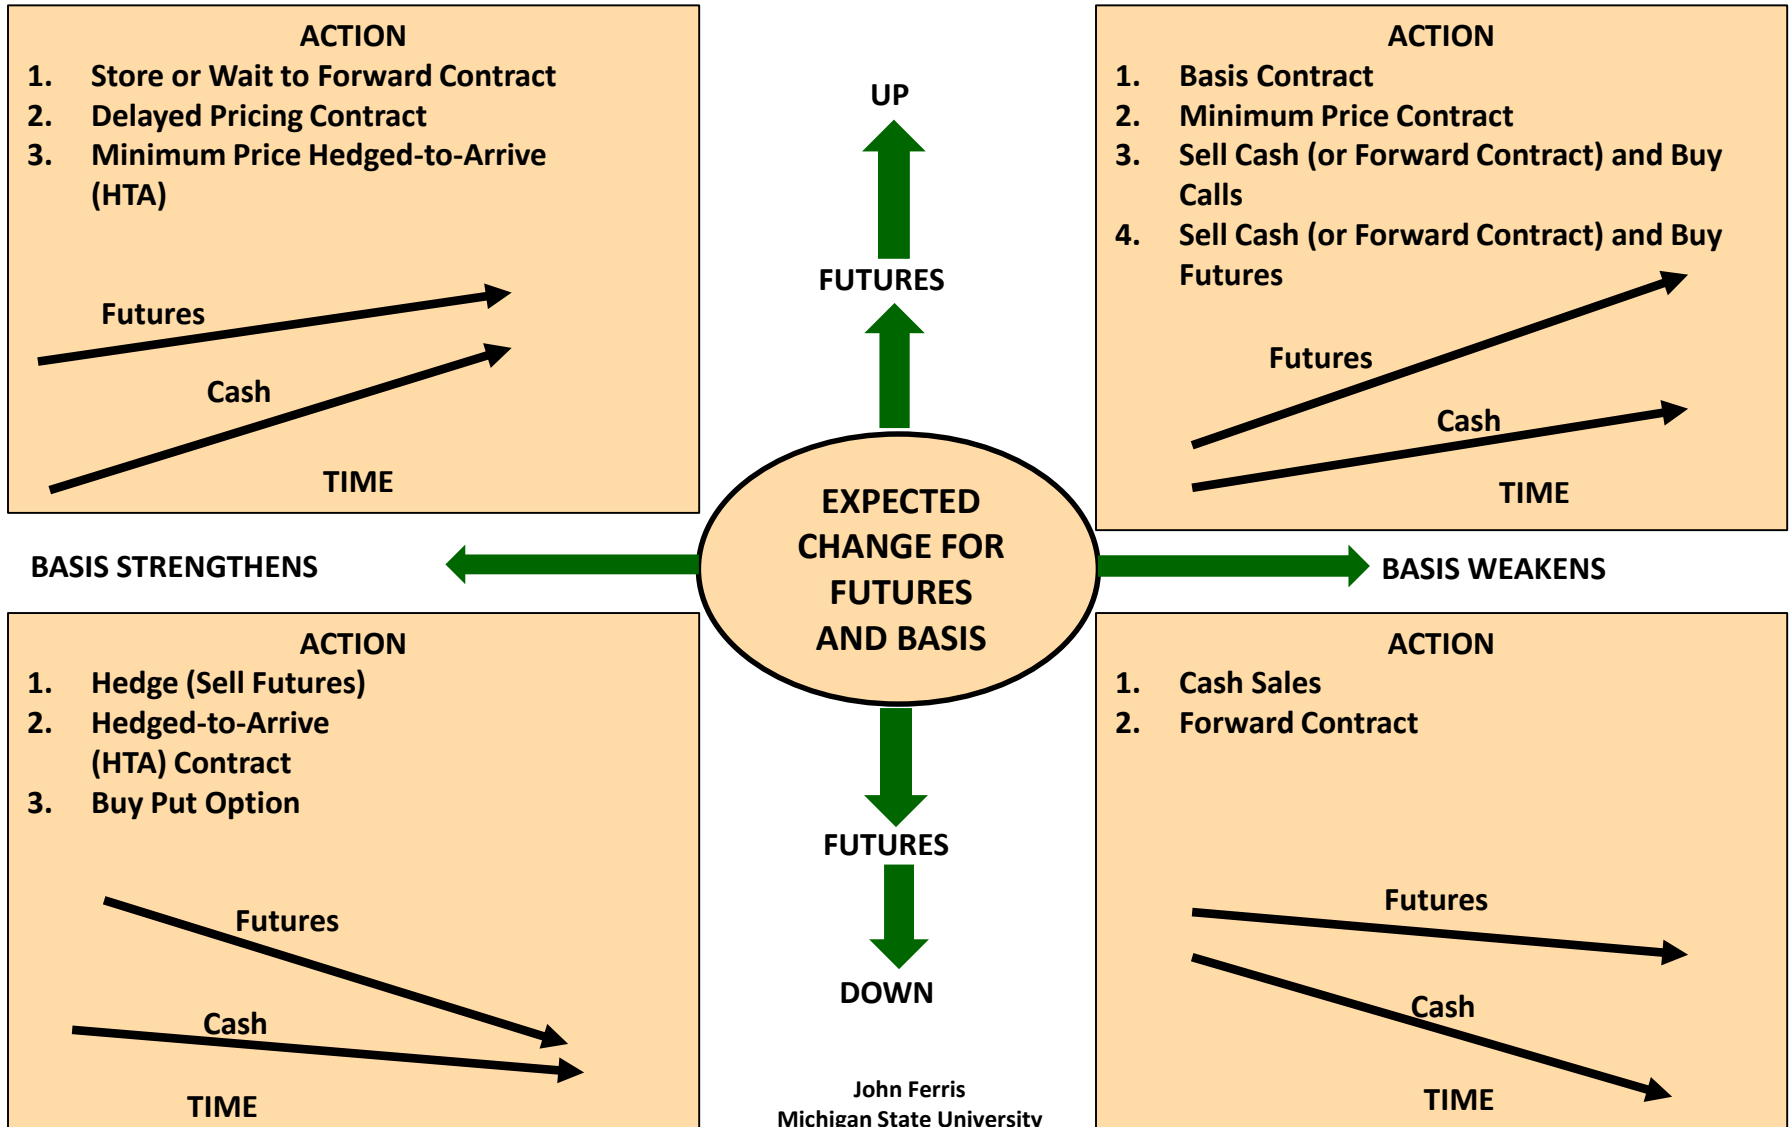 ACTION
1. Store or Wait to Forward Contract
2. Delayed Pricing Contract
3. Minimum Price Hedged-to-Arrive
(HTA)
Futures
Cash
TIME
UP
FUTURES
ACTION
1. Basis Contract
2. Minimum Price Contract
3. Sell Cash (or Forward Contract) and Buy
Calls
4. Sell Cash (or Forward Contract) and Buy
Futures
Futures
Cash
TIME
BASIS STRENGTHENS
EXPECTED
CHANGE FOR
FUTURES
AND BASIS
BASIS WEAKENS
ACTION
1. Hedge (Sell Futures)
2. Hedged-to-Arrive
(HTA) Contract
3. Buy Put Option
Futures
Cash
TIME
FUTURES
DOWN
John Ferris
Michigan State University
ACTION
1. Cash Sales
2. Forward Contract
Futures
Cash
TIME